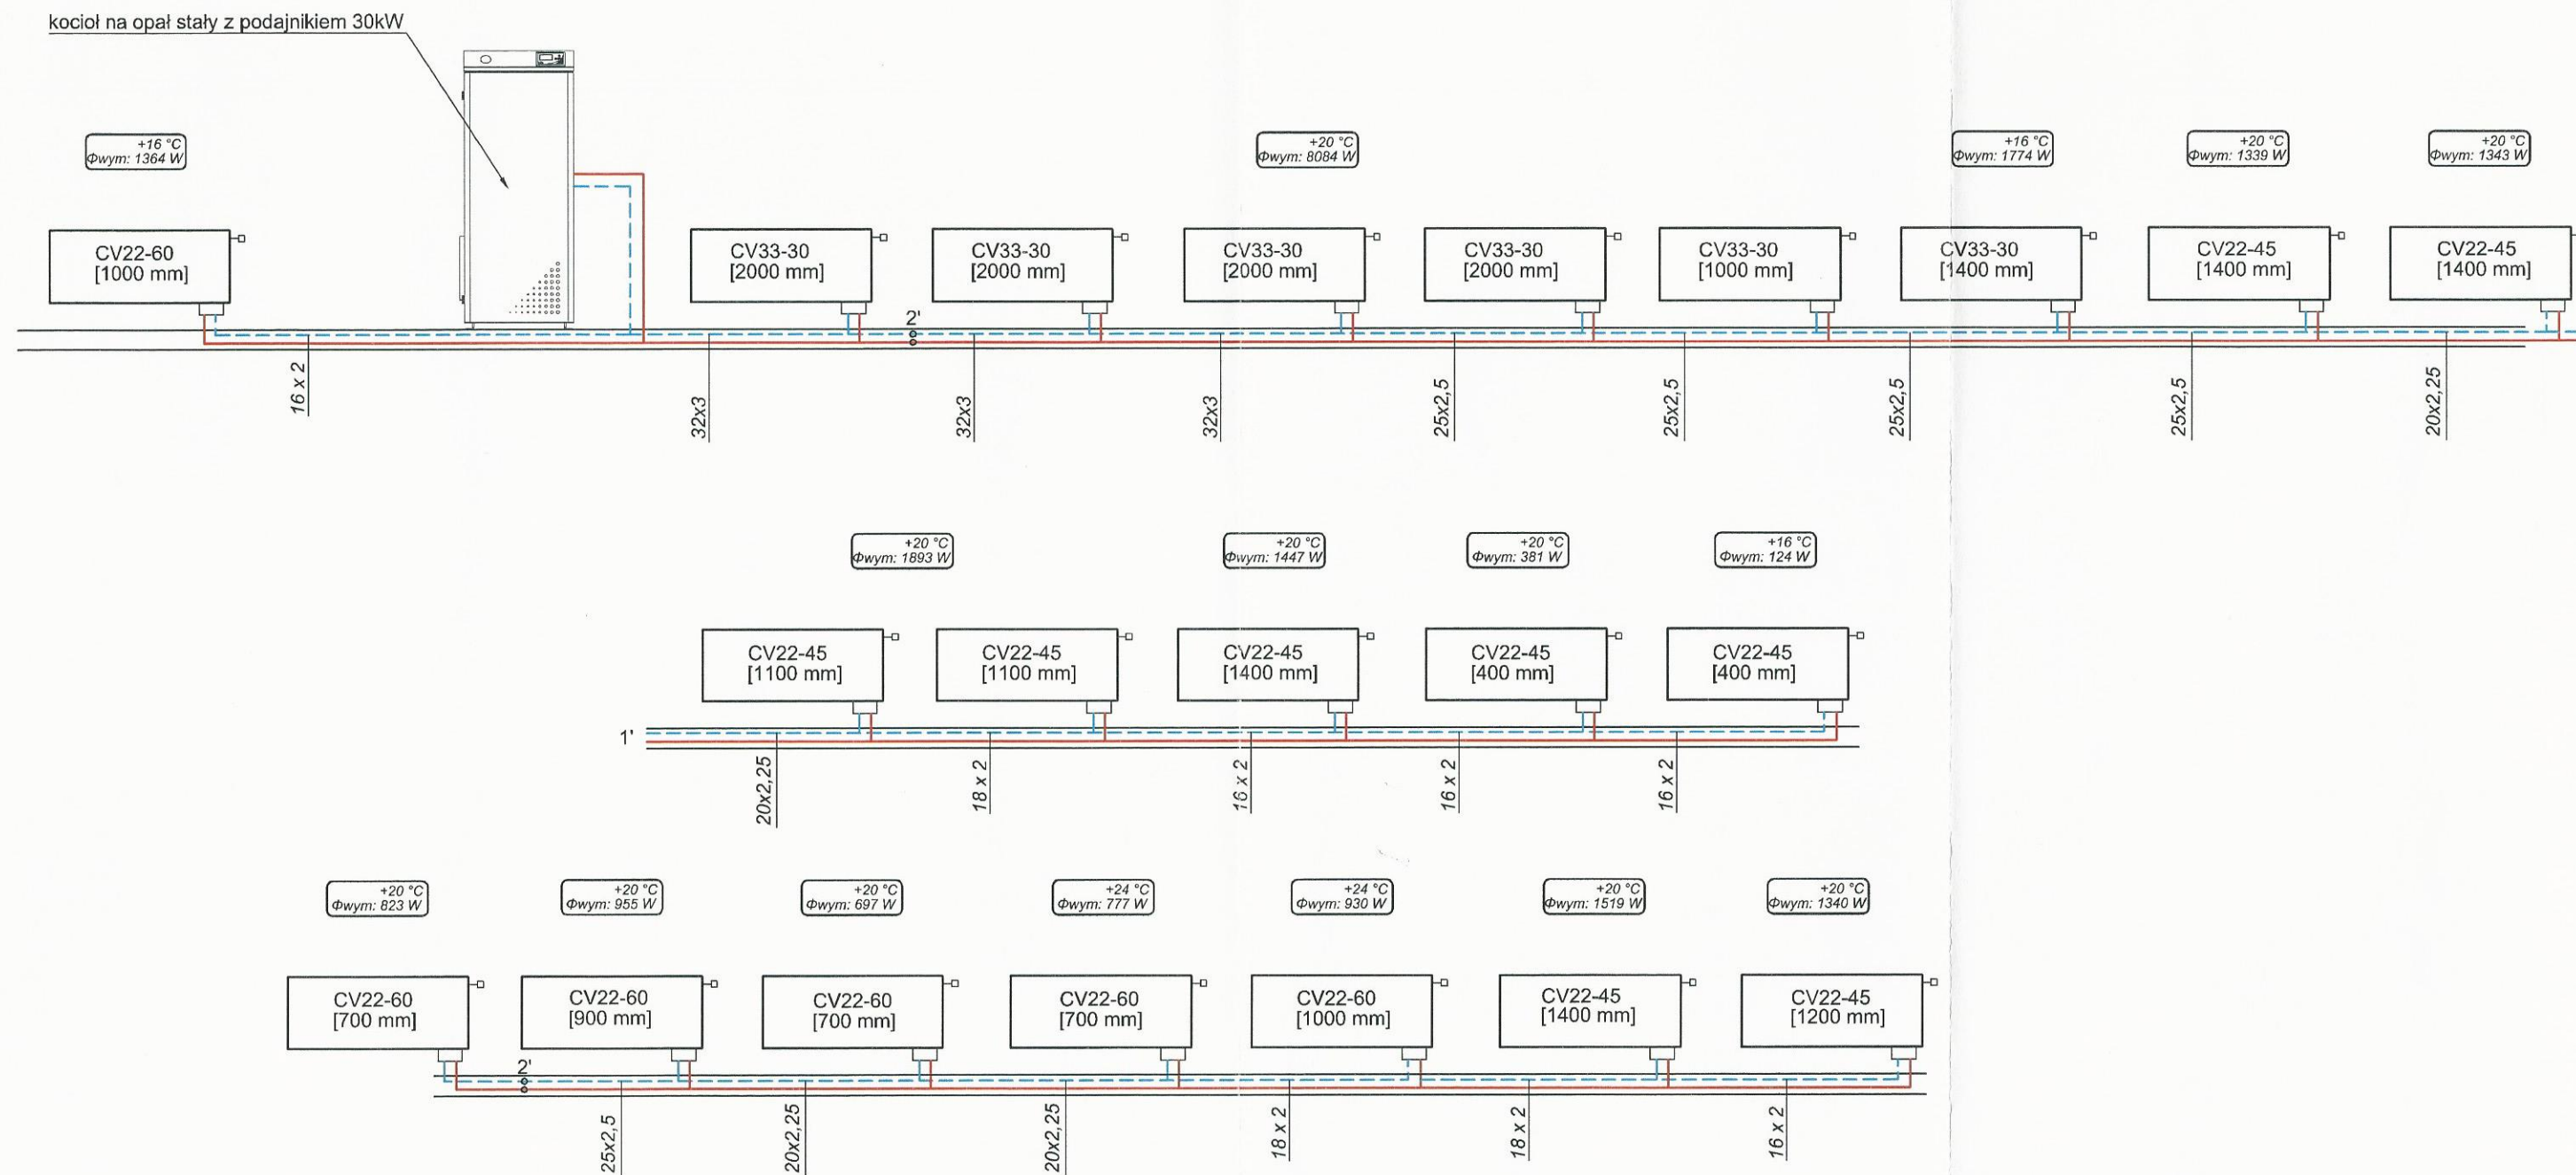 kocioł na opał stały z podajnikiem 30kW
+16 °C
Φwym: 1364 W
+20 °C
Φwym: 8084 W
+16 °C
Φwym: 1774 W
+20 °C
Φwym: 1339 W
+20 °C
Φwym: 1343 W
CV22-60
[1000 mm]
CV33-30
[2000 mm]
CV33-30
[2000 mm]
CV33-30
[2000 mm]
CV33-30
[2000 mm]
CV33-30
[1000 mm]
CV33-30
[1400 mm]
CV22-45
[1400 mm]
CV22-45
[1400 mm]
2'
16 x 2
32x3
32x3
32x3
25x2,5
25x2,5
25x2,5
25x2,5
20x2,25
+20 °C
Φwym: 1893 W
+20 °C
Φwym: 1447 W
+20 °C
Φwym: 381 W
+16 °C
Φwym: 124 W
CV22-45
[1100 mm]
CV22-45
[1100 mm]
CV22-45
[1400 mm]
CV22-45
[400 mm]
CV22-45
[400 mm]
1'
20x2,25
18 x 2
16 x 2
16 x 2
16 x 2
+20 °C
Φwym: 823 W
+20 °C
Φwym: 955 W
+20 °C
Φwym: 697 W
+24 °C
Φwym: 777 W
+24 °C
Φwym: 930 W
+20 °C
Φwym: 1519 W
+20 °C
Φwym: 1340 W
CV22-60
[700 mm]
CV22-60
[900 mm]
CV22-60
[700 mm]
CV22-60
[700 mm]
CV22-60
[1000 mm]
CV22-45
[1400 mm]
CV22-45
[1200 mm]
2'
25x2,5
20x2,25
20x2,25
18 x 2
18 x 2
16 x 2